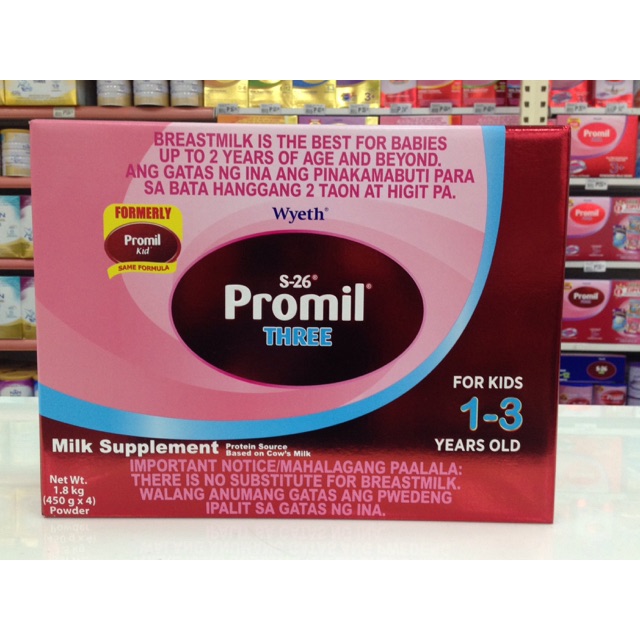 BREASTMILK IS THE BEST FOR BABIES
UP TO 2 YEARS OF AGE AND BEYOND.
ANG GATAS NG INA ANG PINAKAMABUTI PARA
SA BATA HANGGANG 2 TAON AT HIGIT PA.
Wyeth®
FORMERLY
Promil
Kid
SAME FORMULA
S-26®
Promil®
THREE
FOR KIDS
1-3
YEARS OLD
Milk Supplement
Protein Source
Based on Cow's Milk
Net Wt.
1.8 kg
(450 g x 4)
Powder
IMPORTANT NOTICE/MAHALAGANG PAALALA:
THERE IS NO SUBSTITUTE FOR BREASTMILK.
WALANG ANUMANG GATAS ANG PWEDENG
IPALIT SA GATAS NG INA.
Promil
Promil
Promil